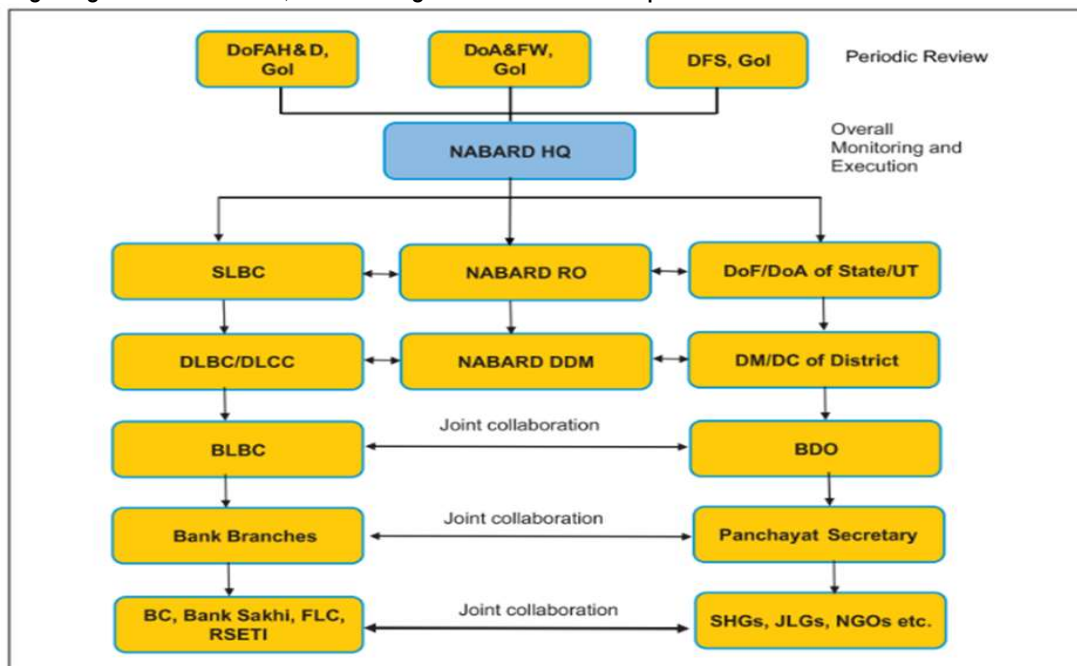 DoFAH&D,
GoI
DoA&FW,
GoI
DFS, GoI
Periodic Review
NABARD HQ
Overall
Monitoring and
Execution
SLBC
NABARD RO
DoF/DoA of State/UT
DLBC/DLCC
NABARD DDM
DM/DC of District
BLBC
Joint collaboration
BDO
Bank Branches
Joint collaboration
Panchayat Secretary
BC, Bank Sakhi, FLC,
RSETI
Joint collaboration
SHGs, JLGs, NGOs etc.